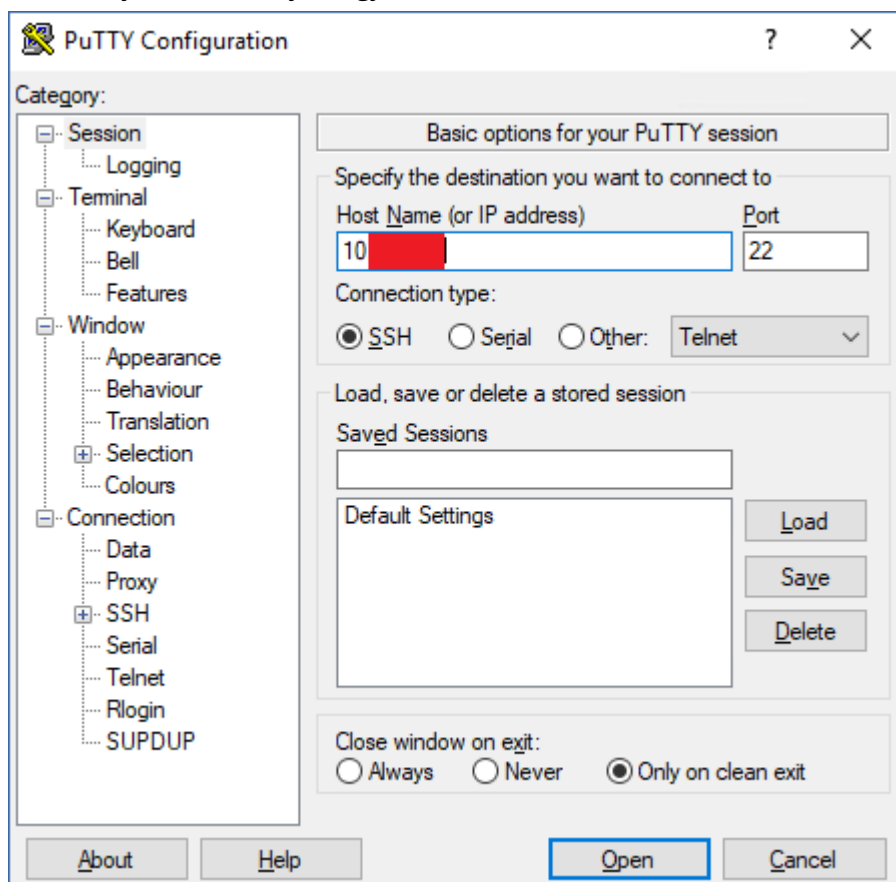 PuTTY Configuration
?
Category:
Session
Logging
Terminal
Keyboard
Bell
Features
Window
Appearance
Behaviour
Translation
Selection
Colours
Connection
Data
Proxy
SSH
Serial
Telnet
Rlogin
SUPDUP
Basic options for your PuTTY session
Specify the destination you want to connect to
Host Name (or IP address) Port
10 22
Connection type:
SSH Serial Other: Telnet
Load, save or delete a stored session
Saved Sessions
Default Settings
Load
Save
Delete
Close window on exit:
Always Never Only on clean exit
About Help Open Cancel